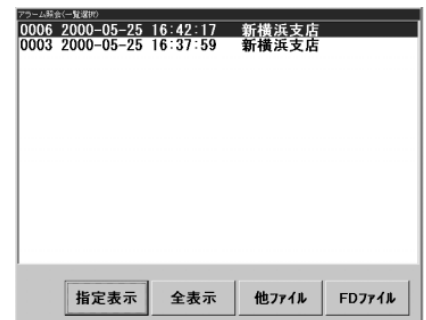 アラーム照会(一覧選択)
0006 2000-05-25 16:42:17 新横浜支店
0003 2000-05-25 16:37:59 新横浜支店
指定表示 全表示 他ファイル FDファイル